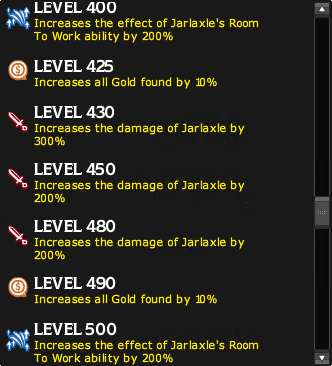 LEVEL 400
Increases the effect of Jarlaxle's Room
To Work ability by 200%
LEVEL 425
Increases all Gold found by 10%
LEVEL 430
Increases the damage of Jarlaxle by
300%
LEVEL 450
Increases the damage of Jarlaxle by
200%
LEVEL 480
Increases the damage of Jarlaxle by
200%
LEVEL 490
Increases all Gold found by 10%
LEVEL 500
Increases the effect of Jarlaxle's Room
To Work ability by 200%